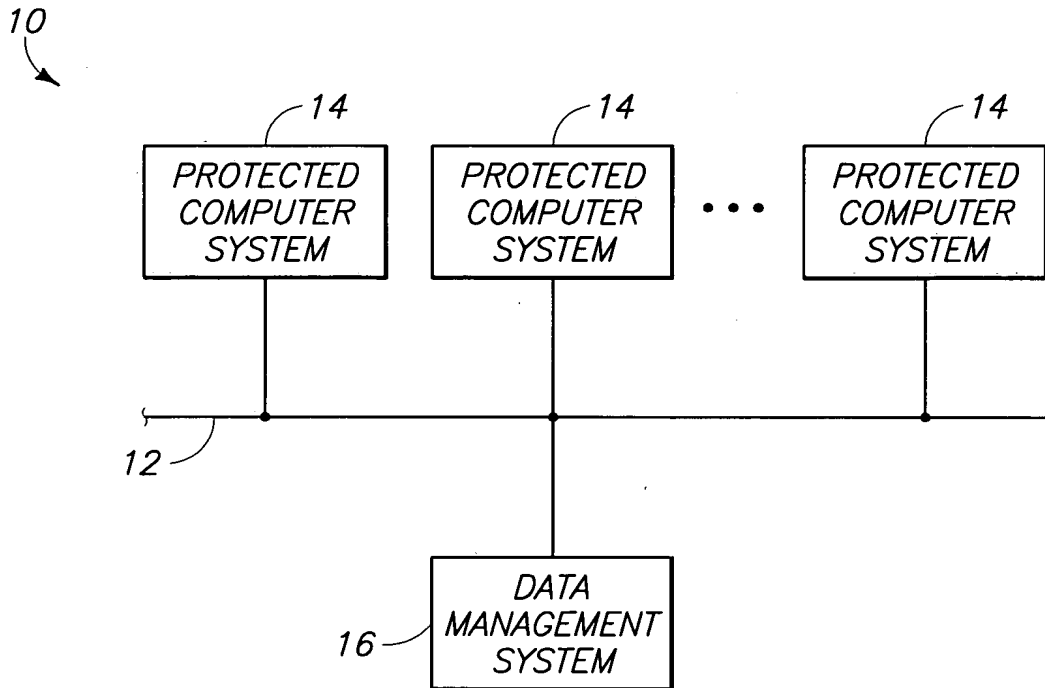 10
14 14 14
PROTECTED COMPUTER SYSTEM
PROTECTED COMPUTER SYSTEM
PROTECTED COMPUTER SYSTEM
12
DATA
MANAGEMENT
SYSTEM
16